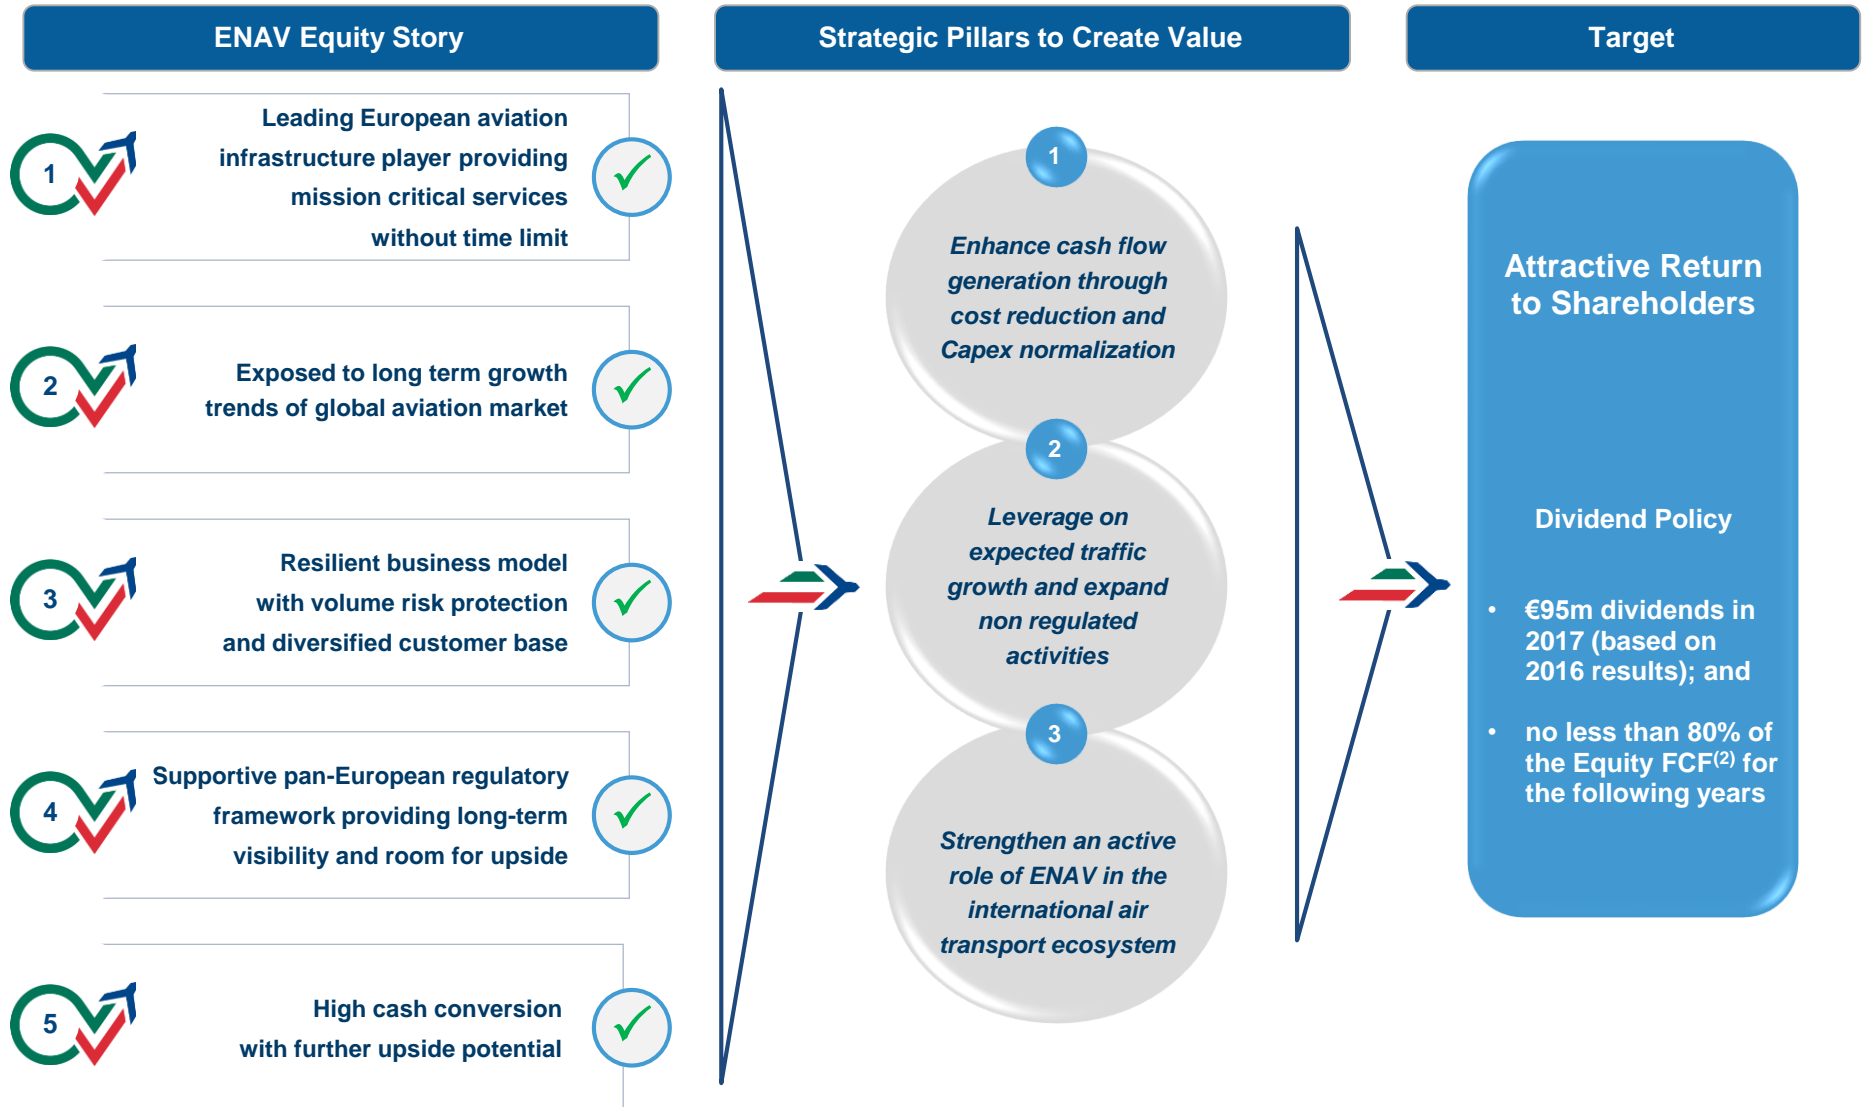 ENAV Equity Story
1
Leading European aviation
infrastructure player providing
mission critical services
without time limit
2
Exposed to long term growth
trends of global aviation market
3
Resilient business model
with volume risk protection
and diversified customer base
4
Supportive pan-European regulatory
framework providing long-term
visibility and room for upside
5
High cash conversion
with further upside potential
Strategic Pillars to Create Value
1
Enhance cash flow
generation through
cost reduction and
Capex normalization
2
Leverage on
expected traffic
growth and expand
non regulated
activities
3
Strengthen an active
role of ENAV in the
international air
transport ecosystem
Target
Attractive Return
to Shareholders
Dividend Policy
• €95m dividends in
2017 (based on
2016 results); and
• no less than 80% of
the Equity FCF(2) for
the following years